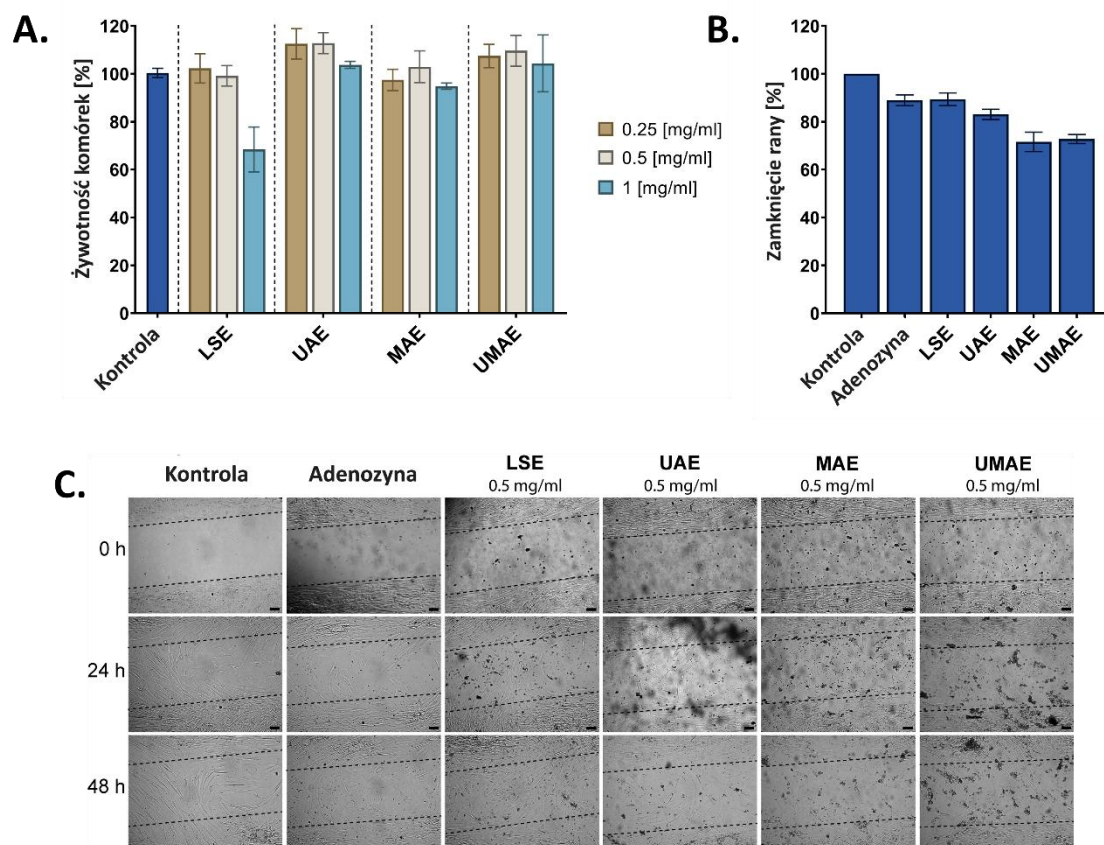 A.
Żywotność komórek [%]
120
100
80
60
40
20
0
Kontrola
LSE
UAE
MAE
UMAE
0.25 [mg/ml]
0.5 [mg/ml]
1 [mg/ml]
B.
Zamknięcie rany [%]
120
100
80
60
40
20
0
Kontrola
Adenozyna
LSE
UAE
MAE
UMAE
C.
Kontrola
Adenozyna
LSE
0.5 mg/ml
UAE
0.5 mg/ml
MAE
0.5 mg/ml
UMAE
0.5 mg/ml
0 h
24 h
48 h